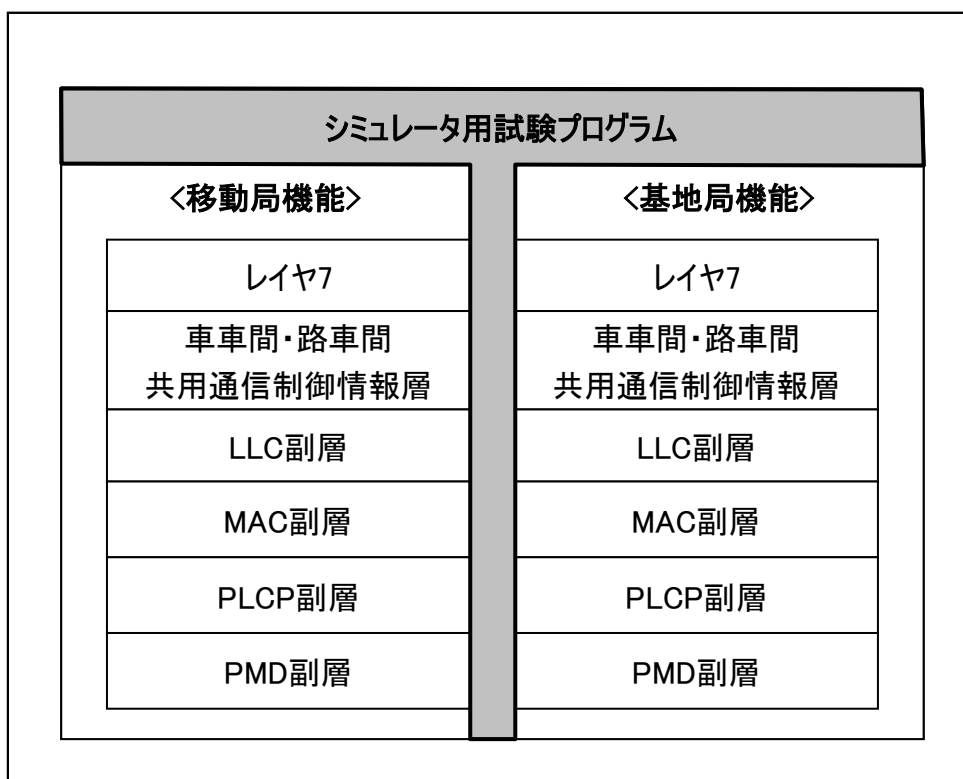 シミュレータ用試験プログラム
<移動局機能>
レイヤ7
車車間・路車間
共用通信制御情報層
LLC副層
MAC副層
PLCP副層
PMD副層
<基地局機能>
レイヤ7
車車間・路車間
共用通信制御情報層
LLC副層
MAC副層
PLCP副層
PMD副層